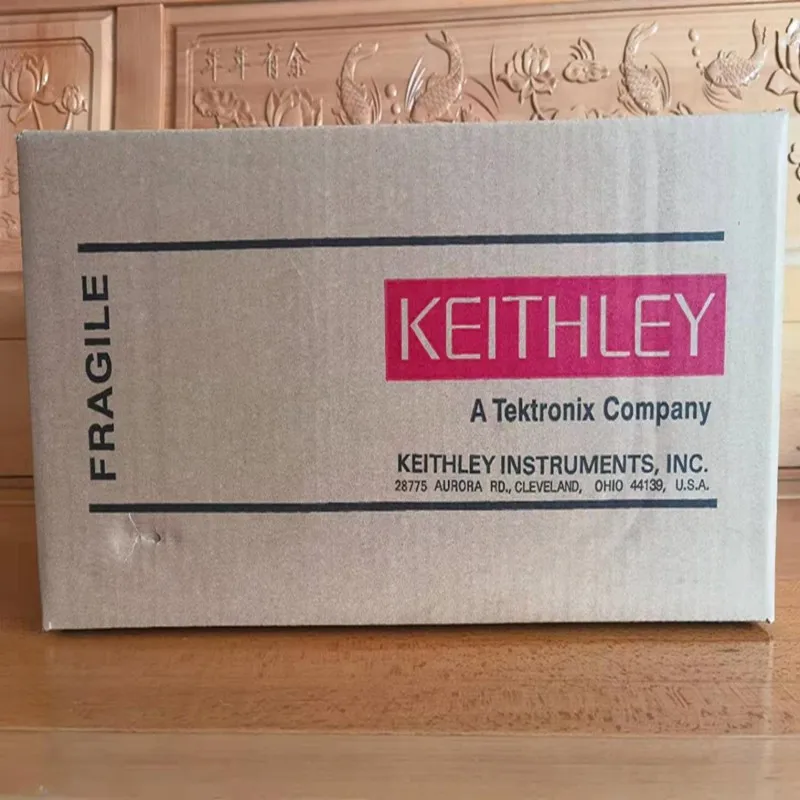 年年有余
FRAGILE
KEITHLEY
A Tektronix Company
KEITHLEY INSTRUMENTS, INC.
28775 AURORA RD., CLEVELAND, OHIO 44139, U.S.A.